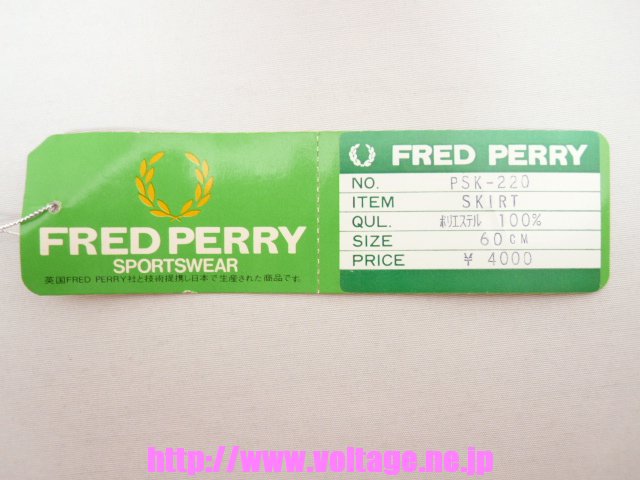 FRED PERRY
SPORTSWEAR
英国FRED PERRY社と技術提携し日本で生産された商品です。
FRED PERRY
NO. PSK-220
ITEM SKIRT
QUL. ポリエステル 100%
SIZE 60CM
PRICE ¥ 4000
http://www.voltage.ne.jp